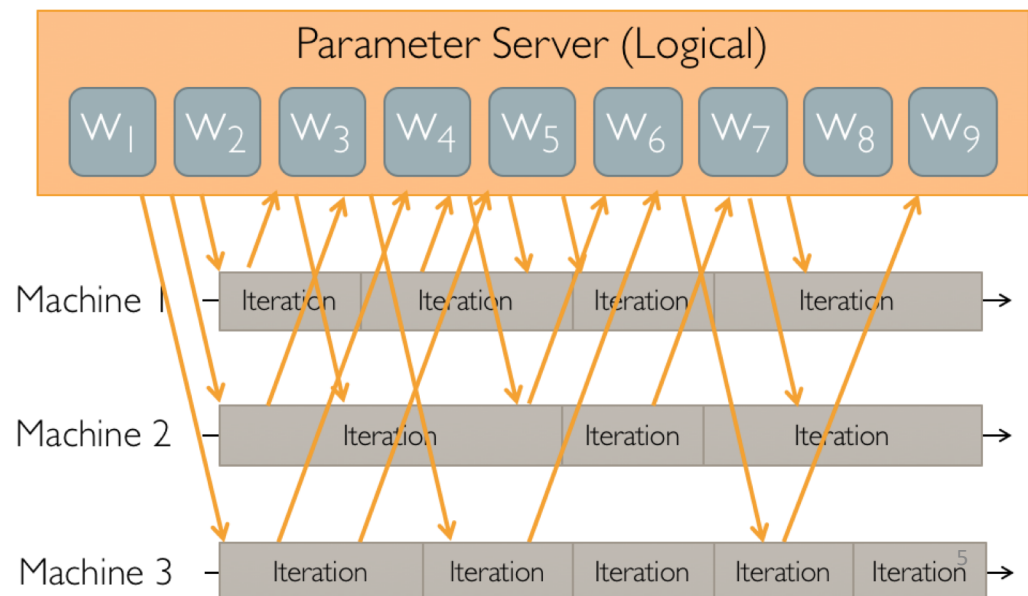 Parameter Server (Logical)
W1 W2 W3 W4 W5 W6 W7 W8 W9
Machine 1 Iteration Iteration Iteration Iteration
Machine 2 Iteration Iteration Iteration
Machine 3 Iteration Iteration Iteration Iteration Iteration 5